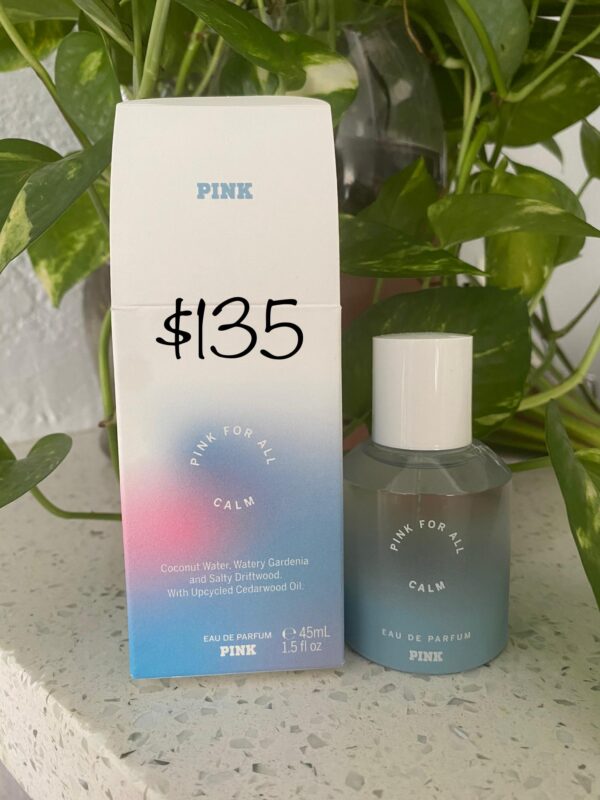 PINK
$135
PINK FOR ALL
CALM
Coconut Water, Watery Gardenia
and Salty Driftwood.
With Upcycled Cedarwood Oil.
EAU DE PARFUM ℮ 45mL
PINK 1.5 fl oz
PINK FOR ALL
CALM
EAU DE PARFUM
PINK